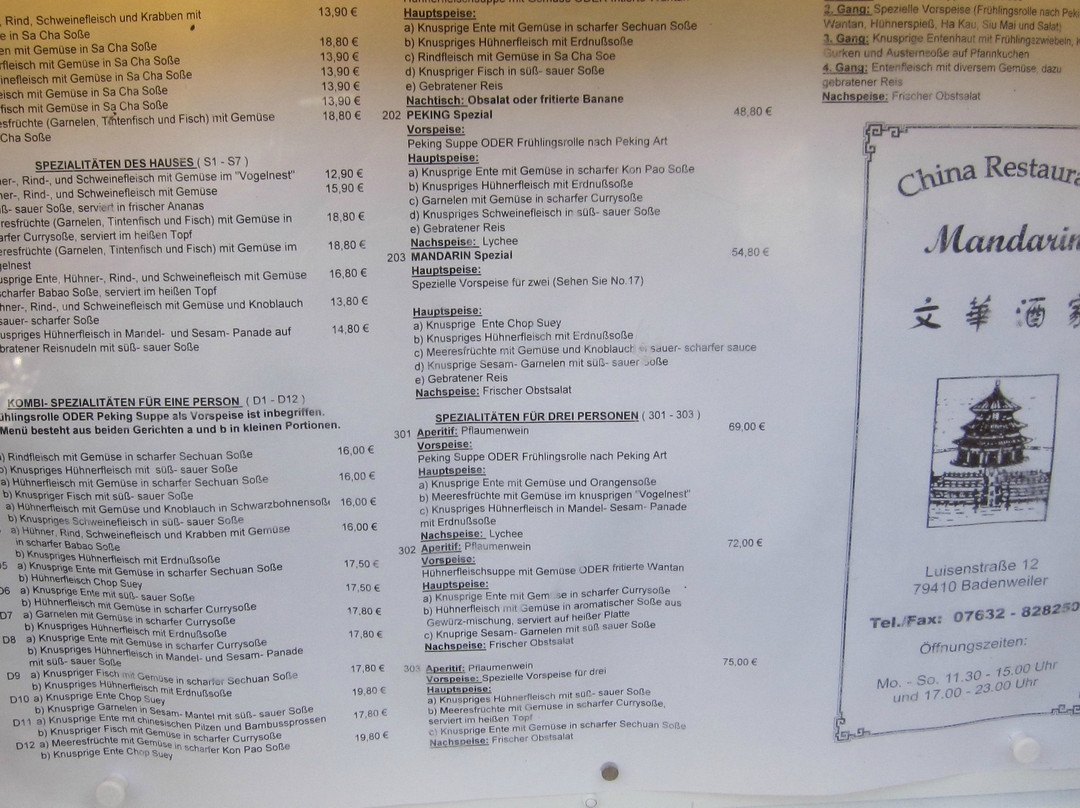 , Rind, Schweinefleisch und Krabben mit 13,90 €
e in Sa Cha Soße
en mit Gemüse in Sa Cha Soße 18,80 €
erfleisch mit Gemüse in Sa Cha Soße 13,90 €
inefleisch mit Gemüse in Sa Cha Soße 13,90 €
eisch mit Gemüse in Sa Cha Soße 13,90 €
fisch mit Gemüse in Sa Cha Soße 13,90 €
esfrüchte (Garnelen, Tintenfisch und Fisch) mit Gemüse 18,80 €
Cha Soße
SPEZIALITÄTEN DES HAUSES ( S1 - S7 )
ner-, Rind-, und Schweinefleisch mit Gemüse im "Vogelnest" 12,90 €
ner-, Rind-, und Schweinefleisch mit Gemüse 15,90 €
ß- sauer Soße, serviert in frischer Ananas
resfrüchte (Garnelen, Tintenfisch und Fisch) mit Gemüse in 18,80 €
arfer Currysoße, serviert im heißen Topf
eresfrüchte (Garnelen, Tintenfisch und Fisch) mit Gemüse im 18,80 €
gelnest
usprige Ente, Hühner-, Rind-, und Schweinefleisch mit Gemüse 16,80 €
scharfer Babao Soße, serviert im heißen Topf
hner-, Rind-, und Schweinefleisch mit Gemüse und Knoblauch 13,80 €
sauer- scharfer Soße
uspriges Hühnerfleisch in Mandel- und Sesam- Panade auf 14,80 €
bratener Reisnudeln mit süß- sauer Soße
KOMBI- SPEZIALITÄTEN FÜR EINE PERSON ( D1 - D12 )
ühlingsrolle ODER Peking Suppe als Vorspeise ist inbegriffen.
Menü besteht aus beiden Gerichten a und b in kleinen Portionen.
) Rindfleisch mit Gemüse in scharfer Sechuan Soße 16,00 €
b) Knuspriges Hühnerfleisch mit süß- sauer Soße
a) Hühnerfleisch mit Gemüse in scharfer Sechuan Soße 16,00 €
b) Knuspriger Fisch mit süß- sauer Soße
a) Hühnerfleisch mit Gemüse und Knoblauch in Schwarzbohnensoße 16,00 €
b) Knuspriges Schweinefleisch in süß- sauer Soße
a) Hühner, Rind, Schweinefleisch und Krabben mit Gemüse 16,00 €
in scharfer Babao Soße
b) Knuspriges Hühnerfleisch mit Erdnußsoße
5 a) Knusprige Ente mit Gemüse in scharfer Sechuan Soße 17,50 €
b) Hühnerfleisch Chop Suey
D6 a) Knusprige Ente mit süß- sauer Soße 17,50 €
b) Hühnerfleisch mit Gemüse in scharfer Currysoße
D7 a) Garnelen mit Gemüse in scharfer Currysoße 17,80 €
b) Knuspriges Hühnerfleisch mit Erdnußsoße
D8 a) Knusprige Ente mit Gemüse in scharfer Currysoße 17,80 €
b) Knuspriges Hühnerfleisch in Mandel- und Sesam- Panade
mit süß- sauer Soße
D9 a) Knuspriger Fisch mit Gemüse in scharfer Sechuan Soße 17,80 €
b) Knuspriges Hühnerfleisch mit Erdnußsoße
D10 a) Knusprige Ente Chop Suey 19,80 €
b) Knusprige Garnelen in Sesam- Mantel mit süß- sauer Soße
D11 a) Knusprige Ente mit chinesischen Pilzen und Bambussprossen 17,80 €
b) Knuspriger Fisch mit Gemüse in scharfer Currysoße
D12 a) Meeresfrüchte mit Gemüse in scharfer Kon Pao Soße 19,80 €
b) Knusprige Ente Chop Suey
Hauptspeise:
a) Knusprige Ente mit Gemüse in scharfer Sechuan Soße
b) Knuspriges Hühnerfleisch mit Erdnußsoße
c) Rindfleisch mit Gemüse in Sa Cha Soe
d) Knuspriger Fisch in süß- sauer Soße
e) Gebratener Reis
Nachtisch: Obsalat oder fritierte Banane
202 PEKING Spezial 48,80 €
Vorspeise:
Peking Suppe ODER Frühlingsrolle nach Peking Art
Hauptspeise:
a) Knusprige Ente mit Gemüse in scharfer Kon Pao Soße
b) Knuspriges Hühnerfleisch mit Erdnußsoße
c) Garnelen mit Gemüse in scharfer Currysoße
d) Knuspriges Schweinefleisch in süß- sauer Soße
e) Gebratener Reis
Nachspeise: Lychee
203 MANDARIN Spezial 54,80 €
Hauptspeise:
Spezielle Vorspeise für zwei (Sehen Sie No.17)
Hauptspeise:
a) Knusprige Ente Chop Suey
b) Knuspriges Hühnerfleisch mit Erdnußsoße
c) Meeresfrüchte mit Gemüse und Knoblauch in sauer- scharfer sauce
d) Knusprige Sesam- Garnelen mit süß- sauer Soße
e) Gebratener Reis
Nachspeise: Frischer Obstsalat
SPEZIALITÄTEN FÜR DREI PERSONEN ( 301 - 303 )
301 Aperitif: Pflaumenwein 69,00 €
Vorspeise:
Peking Suppe ODER Frühlingsrolle nach Peking Art
Hauptspeise:
a) Knusprige Ente mit Gemüse und Orangensoße
b) Meeresfrüchte mit Gemüse im knusprigen "Vogelnest"
c) Knuspriges Hühnerfleisch in Mandel- Sesam- Panade
mit Erdnußsoße
Nachspeise: Lychee
302 Aperitif: Pflaumenwein 72,00 €
Vorspeise:
Hühnerfleischsuppe mit Gemüse ODER fritierte Wantan
Hauptspeise:
a) Knusprige Ente mit Gemüse in scharfer Currysoße
b) Hühnerfleisch mit Gemüse in aromatischer Soße aus
Gewürz-mischung, serviert auf heißer Platte
c) Knuprige Sesam- Garnelen mit süß sauer Soße
Nachspeise: Frischer Obstsalat
303 Aperitif: Pflaumenwein 75,00 €
Vorspeise: Spezielle Vorspeise für drei
Hauptspeise:
a) Knuspriges Hühnerfleisch mit süß- sauer Soße
b) Meeresfrüchte mit Gemüse in scharfer Currysoße,
serviert im heißen Topf
c) Knusprige Ente mit Gemüse in scharfer Sechuan Soße
Nachspeise: Frischer Obstsalat
2. Gang: Spezielle Vorspeise (Frühlingsrolle nach Peki
Wantan, Hühnerspieß, Ha Kau, Siu Mai und Salat)
3. Gang: Knusprige Entenhaut mit Frühlingszwiebeln,
Gurken und Austernsoße auf Pfannkuchen
4. Gang: Entenfleisch mit diversem Gemüse, dazu
gebratener Reis
Nachspeise: Frischer Obstsalat
China Restaura
Mandarin
文華酒家
Luisenstraße 12
79410 Badenweiler
Tel./Fax: 07632 - 828250
Öffnungszeiten:
Mo. - So. 11.30 - 15.00 Uhr
und 17.00 - 23.00 Uhr